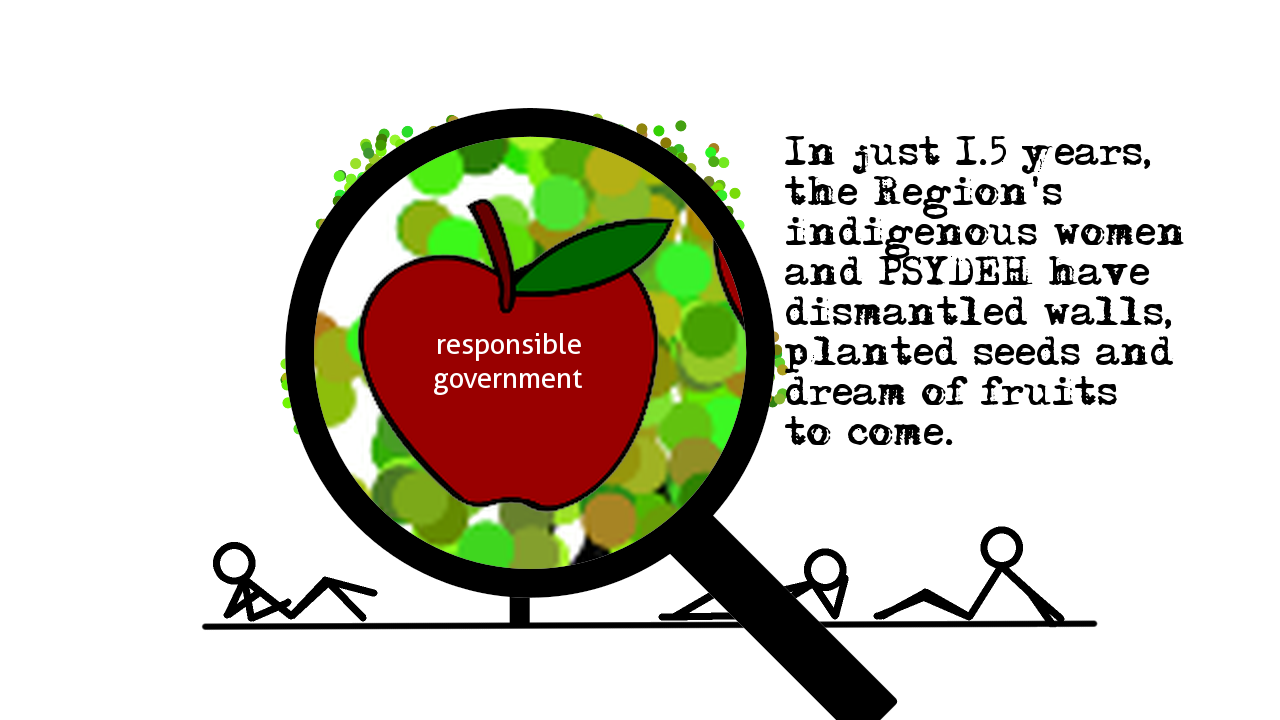 responsible
government
In just 1.5 years,
the Region's
indigenous women
and PSYDEH have
dismantled walls,
planted seeds and
dream of fruits
to come.